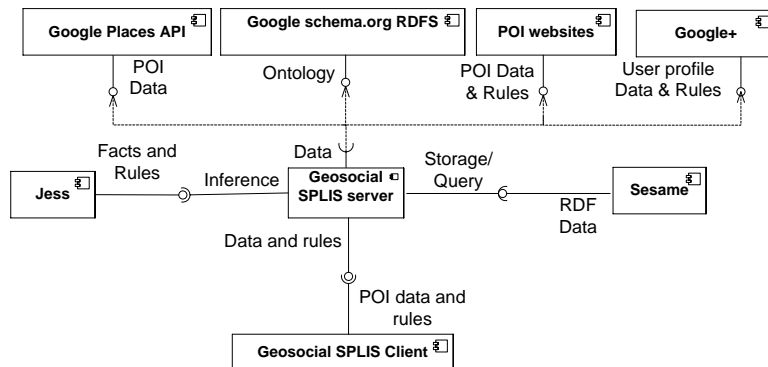 Google Places API
Google schema.org RDFS
POI websites
Google+
POI
Data
Ontology
POI Data
& Rules
User profile
Data & Rules
Data
Facts and
Rules
Inference
Geosocial
SPLIS server
Storage/
Query
Jess
Sesame
RDF
Data
Data and rules
POI data and
rules
Geosocial SPLIS Client